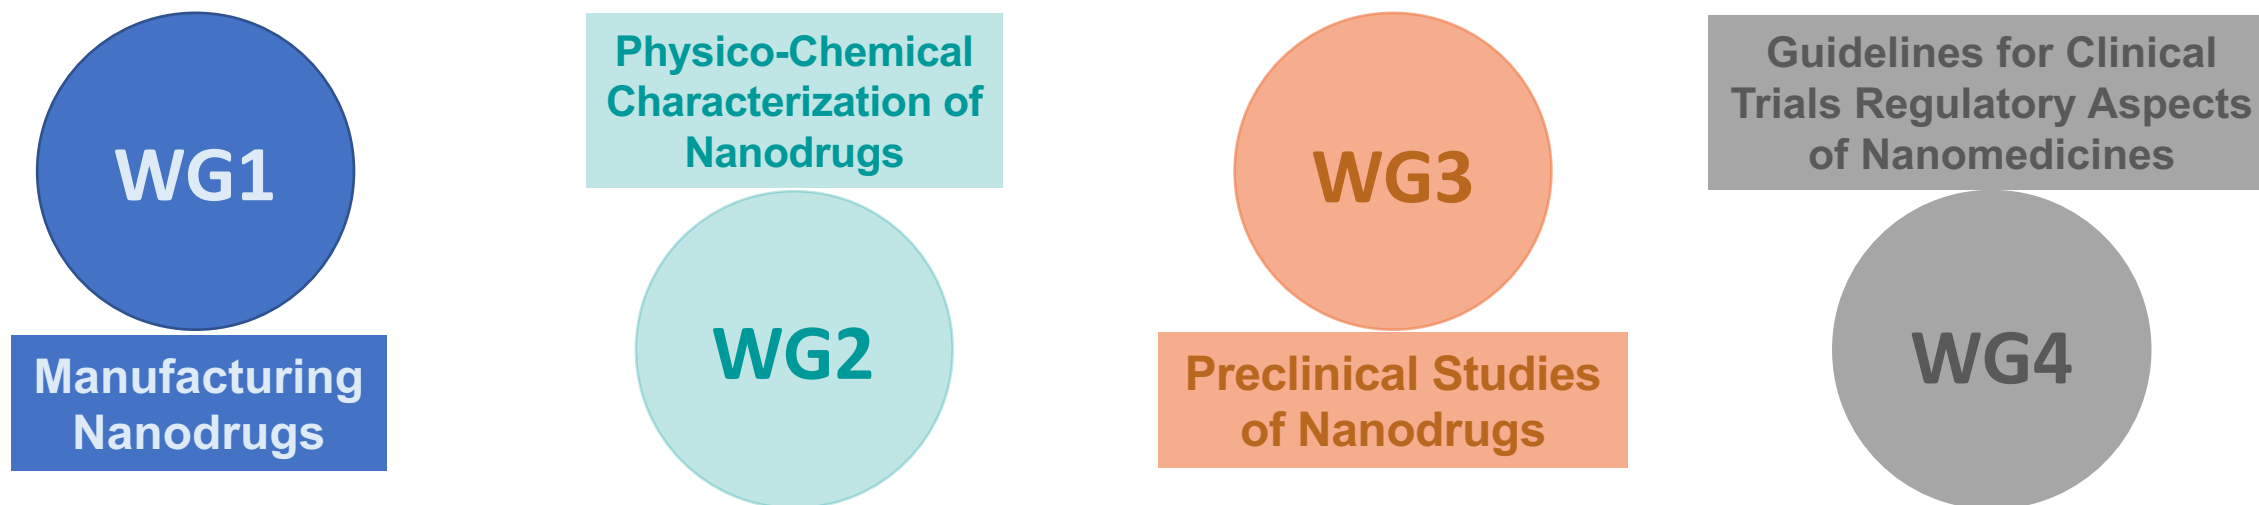 WG1
Manufacturing
Nanodrugs
Physico-Chemical
Characterization of
Nanodrugs
WG2
WG3
Preclinical Studies
of Nanodrugs
Guidelines for Clinical
Trials Regulatory Aspects
of Nanomedicines
WG4